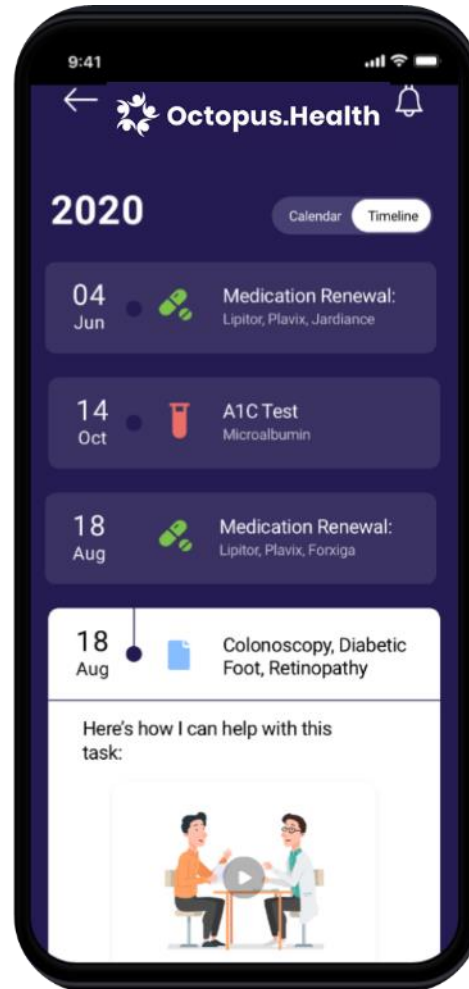 9:41
Octopus.Health
2020
Calendar Timeline
04
Jun
Medication Renewal:
Lipitor, Plavix, Jardiance
14
Oct
A1C Test
Microalbumin
18
Aug
Medication Renewal:
Lipitor, Plavix, Forxiga
18
Aug
Colonoscopy, Diabetic
Foot, Retinopathy
Here's how I can help with this
task: